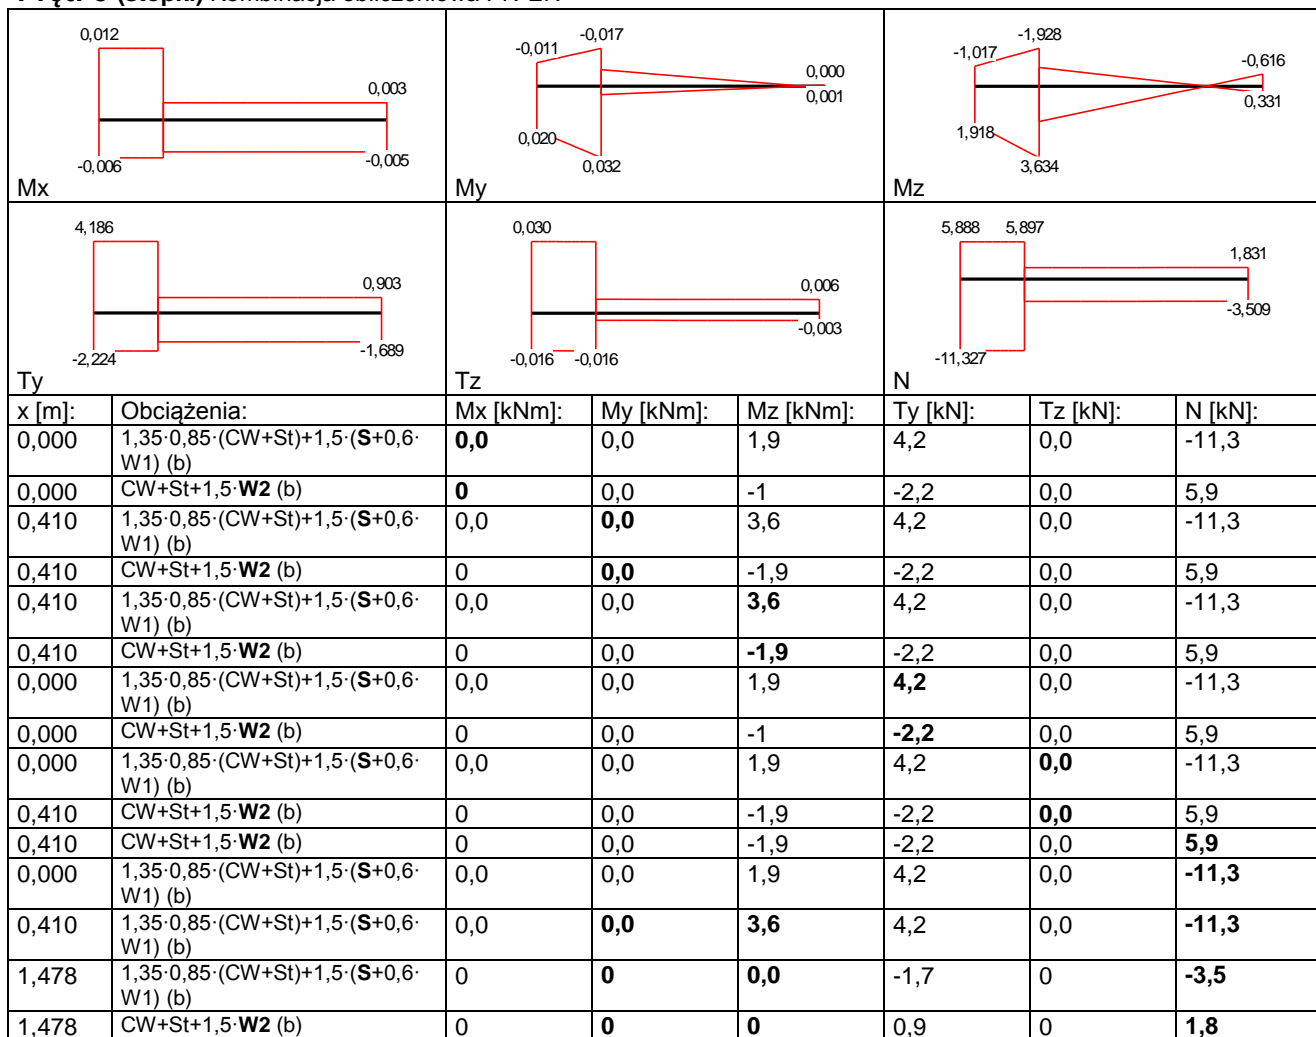 0,012
0,003
-0,006
-0,005
Mx
-0,011
-0,017
0,000
0,001
0,020
0,032
My
-1,017
-1,928
-0,616
0,331
1,918
3,634
Mz
4,186
0,903
-2,224
-1,689
Ty
0,030
0,006
-0,003
-0,016
-0,016
Tz
5,888
5,897
1,831
-3,509
-11,327
N
x [m]: Obciążenia: Mx [kNm]: My [kNm]: Mz [kNm]: Ty [kN]: Tz [kN]: N [kN]:
0,000 1,35·0,85·(CW+St)+1,5·(S+0,6· 0,0 0,0 1,9 4,2 0,0 -11,3
W1) (b)
0,000 CW+St+1,5·W2 (b) 0 0,0 -1 -2,2 0,0 5,9
0,410 1,35·0,85·(CW+St)+1,5·(S+0,6· 0,0 0,0 3,6 4,2 0,0 -11,3
W1) (b)
0,410 CW+St+1,5·W2 (b) 0 0,0 -1,9 -2,2 0,0 5,9
0,410 1,35·0,85·(CW+St)+1,5·(S+0,6· 0,0 0,0 3,6 4,2 0,0 -11,3
W1) (b)
0,410 CW+St+1,5·W2 (b) 0 0,0 -1,9 -2,2 0,0 5,9
0,000 1,35·0,85·(CW+St)+1,5·(S+0,6· 0,0 0,0 1,9 4,2 0,0 -11,3
W1) (b)
0,000 CW+St+1,5·W2 (b) 0 0,0 -1 -2,2 0,0 5,9
0,000 1,35·0,85·(CW+St)+1,5·(S+0,6· 0,0 0,0 1,9 4,2 0,0 -11,3
W1) (b)
0,410 CW+St+1,5·W2 (b) 0 0,0 -1,9 -2,2 0,0 5,9
0,410 CW+St+1,5·W2 (b) 0 0,0 -1,9 -2,2 0,0 5,9
0,000 1,35·0,85·(CW+St)+1,5·(S+0,6· 0,0 0,0 1,9 4,2 0,0 -11,3
W1) (b)
0,410 1,35·0,85·(CW+St)+1,5·(S+0,6· 0,0 0,0 3,6 4,2 0,0 -11,3
W1) (b)
1,478 1,35·0,85·(CW+St)+1,5·(S+0,6· 0 0 0,0 -1,7 0 -3,5
W1) (b)
1,478 CW+St+1,5·W2 (b) 0 0 0 0,9 0 1,8